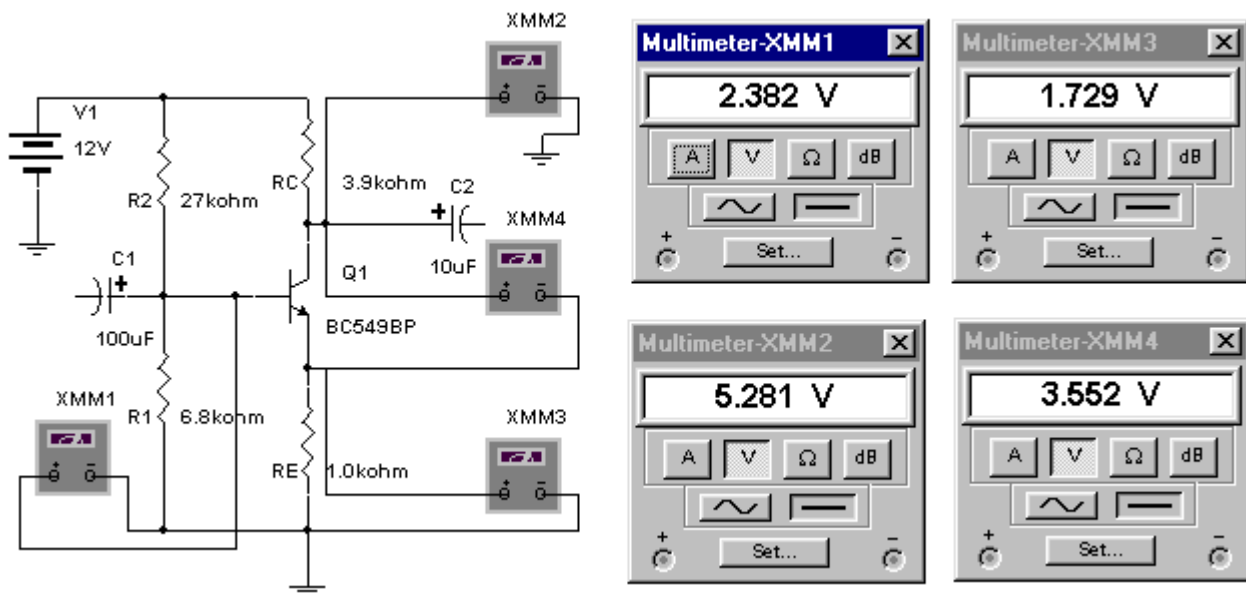 XMM2
V1
12V
R2
27kohm
RC
3.9kohm
C2
+
10uF
XMM4
C1
+
100uF
Q1
BC549BP
XMM1
R1
6.8kohm
XMM3
RE
1.0kohm
+ -
+ -
+ -
+ -
Multimeter-XMM1 X
2.382 V
A V Ω dB
+ Set... -
Multimeter-XMM3 X
1.729 V
A V Ω dB
+ Set... -
Multimeter-XMM2 X
5.281 V
A V Ω dB
+ Set... -
Multimeter-XMM4 X
3.552 V
A V Ω dB
+ Set... -